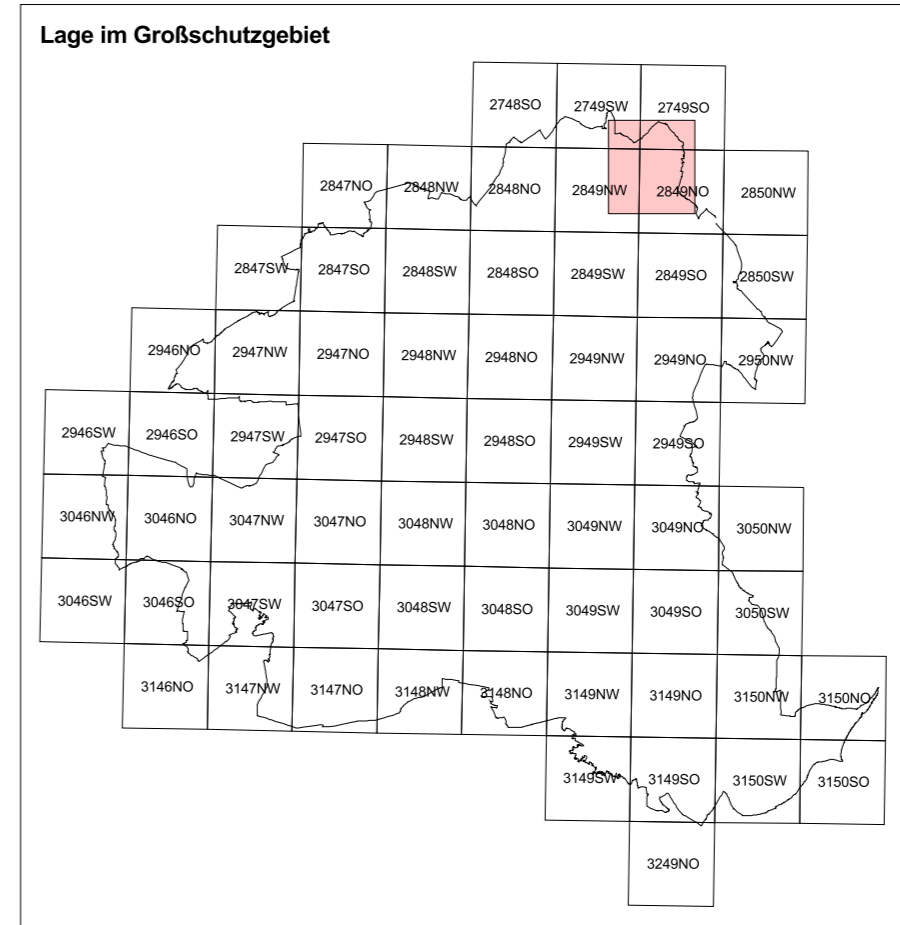 Lage im Großschutzgebiet
2748SO 2749SW 2749SO
2847NO 2848NW 2848NO 2849NW 2849NO 2850NW
2847SW 2847SO 2848SW 2848SO 2849SW 2849SO 2850SW
2946NO 2947NW 2947NO 2948NW 2948NO 2949NW 2949NO 2950NW
2946SW 2946SO 2947SW 2947SO 2948SW 2948SO 2949SW 2949SO
3046NW 3046NO 3047NW 3047NO 3048NW 3048NO 3049NW 3049NO 3050NW
3046SW 3046SO 3047SW 3047SO 3048SW 3048SO 3049SW 3049SO 3050SW
3146NO 3147NW 3147NO 3148NW 3148NO 3149NW 3149NO 3150NW 3150NO
3149SW 3149SO 3150SW 3150SO
3249NO